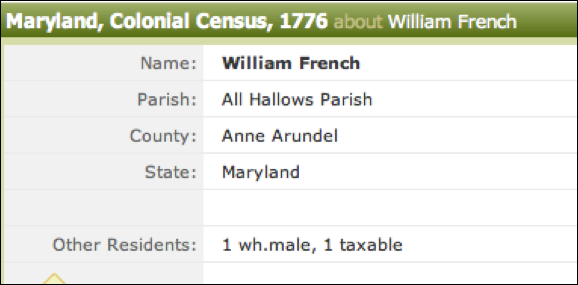 Maryland, Colonial Census, 1776 about William French
Name: William French
Parish: All Hallows Parish
County: Anne Arundel
State: Maryland
Other Residents: 1 wh.male, 1 taxable